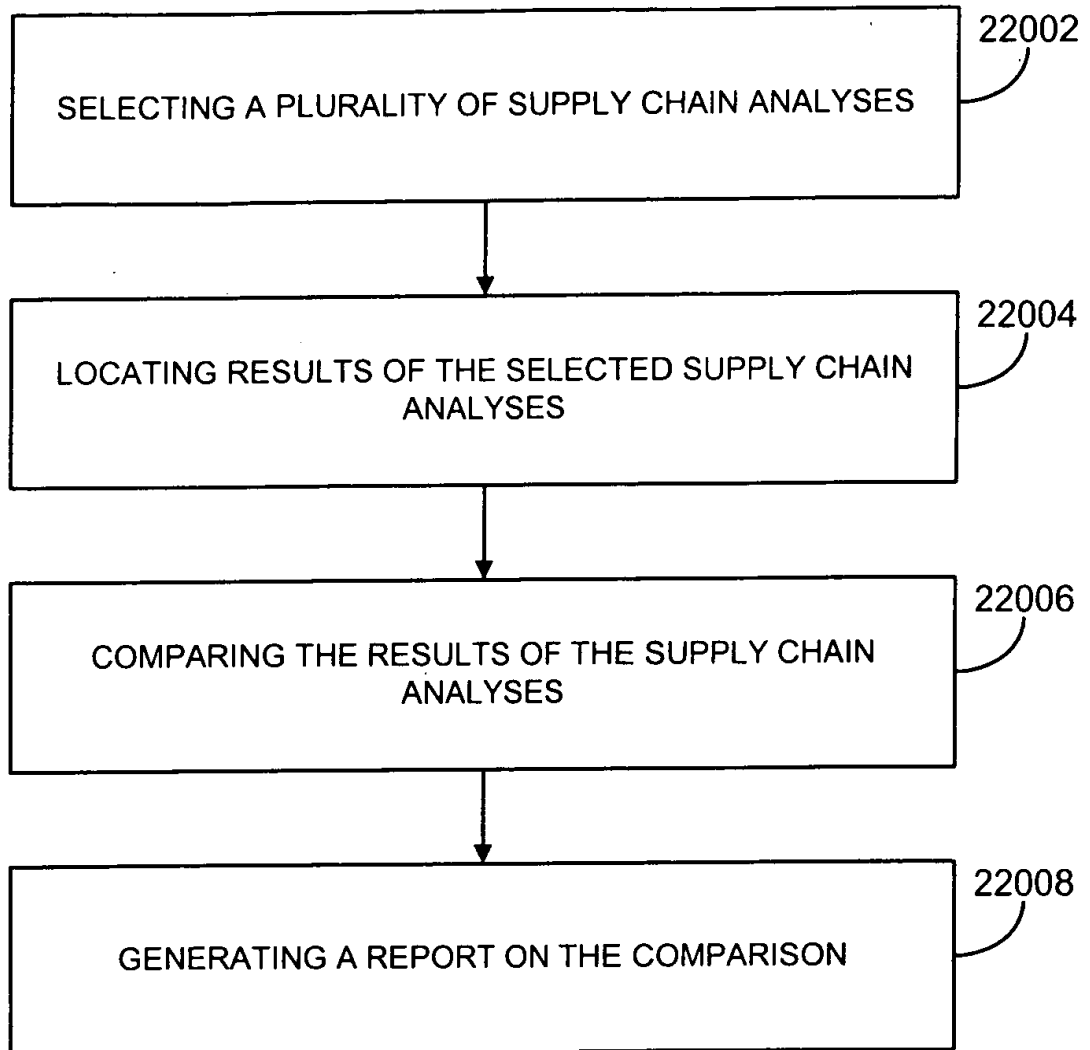 22002
SELECTING A PLURALITY OF SUPPLY CHAIN ANALYSES
22004
LOCATING RESULTS OF THE SELECTED SUPPLY CHAIN
ANALYSES
22006
COMPARING THE RESULTS OF THE SUPPLY CHAIN
ANALYSES
22008
GENERATING A REPORT ON THE COMPARISON